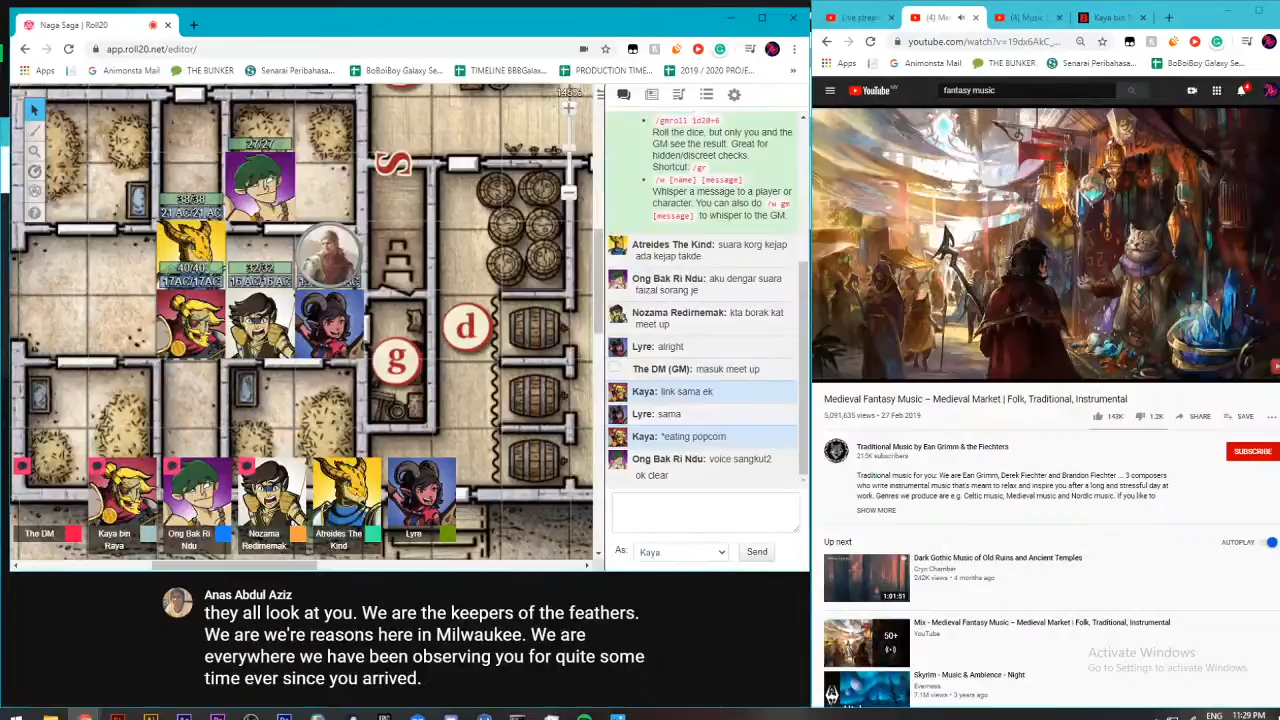 Naga Saga | Roll20
app.roll20.net/editor/
Apps
Animonsta Mail
THE BUNKER
Senarai Peribahasa...
BoBoiBoy Galaxy Se...
TIMELINE BBBGalax...
PRODUCTION TIME...
2019 / 2020 PROJE...
27/27
38/38
21 AC/21 AC
40/40
17AC/17AC
32/32
16 AC/16 AC
S
d
g
The DM
Kaya bin
Raya
Ong Bak Ri
Ndu
Nozama
Redirnemak
Atreides The
Kind
Lyre
/gmroll 1d20+6
Roll the dice, but only you and the
GM see the result. Great for
hidden/discreet checks.
Shortcut: /gr
/w [name] [message]
Whisper a message to a player or
character. You can also do /w gm
[message] to whisper to the GM.
Atreides The Kind: suara korg kejap
ada kejap takde
Ong Bak Ri Ndu: aku dengar suara
faizal sorang je
Nozama Redirnemak: kta borak kat
meet up
Lyre: alright
The DM (GM): masuk meet up
Kaya: link sama ek
Lyre: sama
Kaya: *eating popcorn
Ong Bak Ri Ndu: voice sangkut2
ok clear
As:
Kaya
Send
Anas Abdul Aziz
they all look at you. We are the keepers of the feathers.
We are we're reasons here in Milwaukee. We are
everywhere we have been observing you for quite some
time ever since you arrived.
Live stream
(4) Me
(4) Music
Kaya bin
youtube.com/watch?v=19dx6AkC_...
Apps
Animonsta Mail
THE BUNKER
Senarai Peribahasa...
BoBoiBoy Galaxy Se...
YouTube MY
fantasy music
4
Medieval Fantasy Music – Medieval Market | Folk, Traditional, Instrumental
5,091,635 views • 27 Feb 2019
143K
1.2K
SHARE
SAVE
Traditional Music by Ean Grimm & the Fiechters
215K subscribers
SUBSCRIBE
Traditional music for you: We are Ean Grimm, Derek Fiechter and Brandon Fiechter ... 3 composers
who write instrumental music that's meant to relax and inspire you after a long and stressful day at
work. Genres we produce are e.g. Celtic music, Medieval music and Nordic music. If you like to
SHOW MORE
Up next
AUTOPLAY
Dark Gothic Music of Old Ruins and Ancient Temples
Cryo Chamber
242K views • 4 months ago
1:01:51
Mix - Medieval Fantasy Music – Medieval Market | Folk, Traditional, Instrumental
YouTube
50+
Skyrim - Music & Ambience - Night
Everness
7.1M views • 3 years ago
Activate Windows
Go to Settings to activate Windows.
ENG
11:29 PM